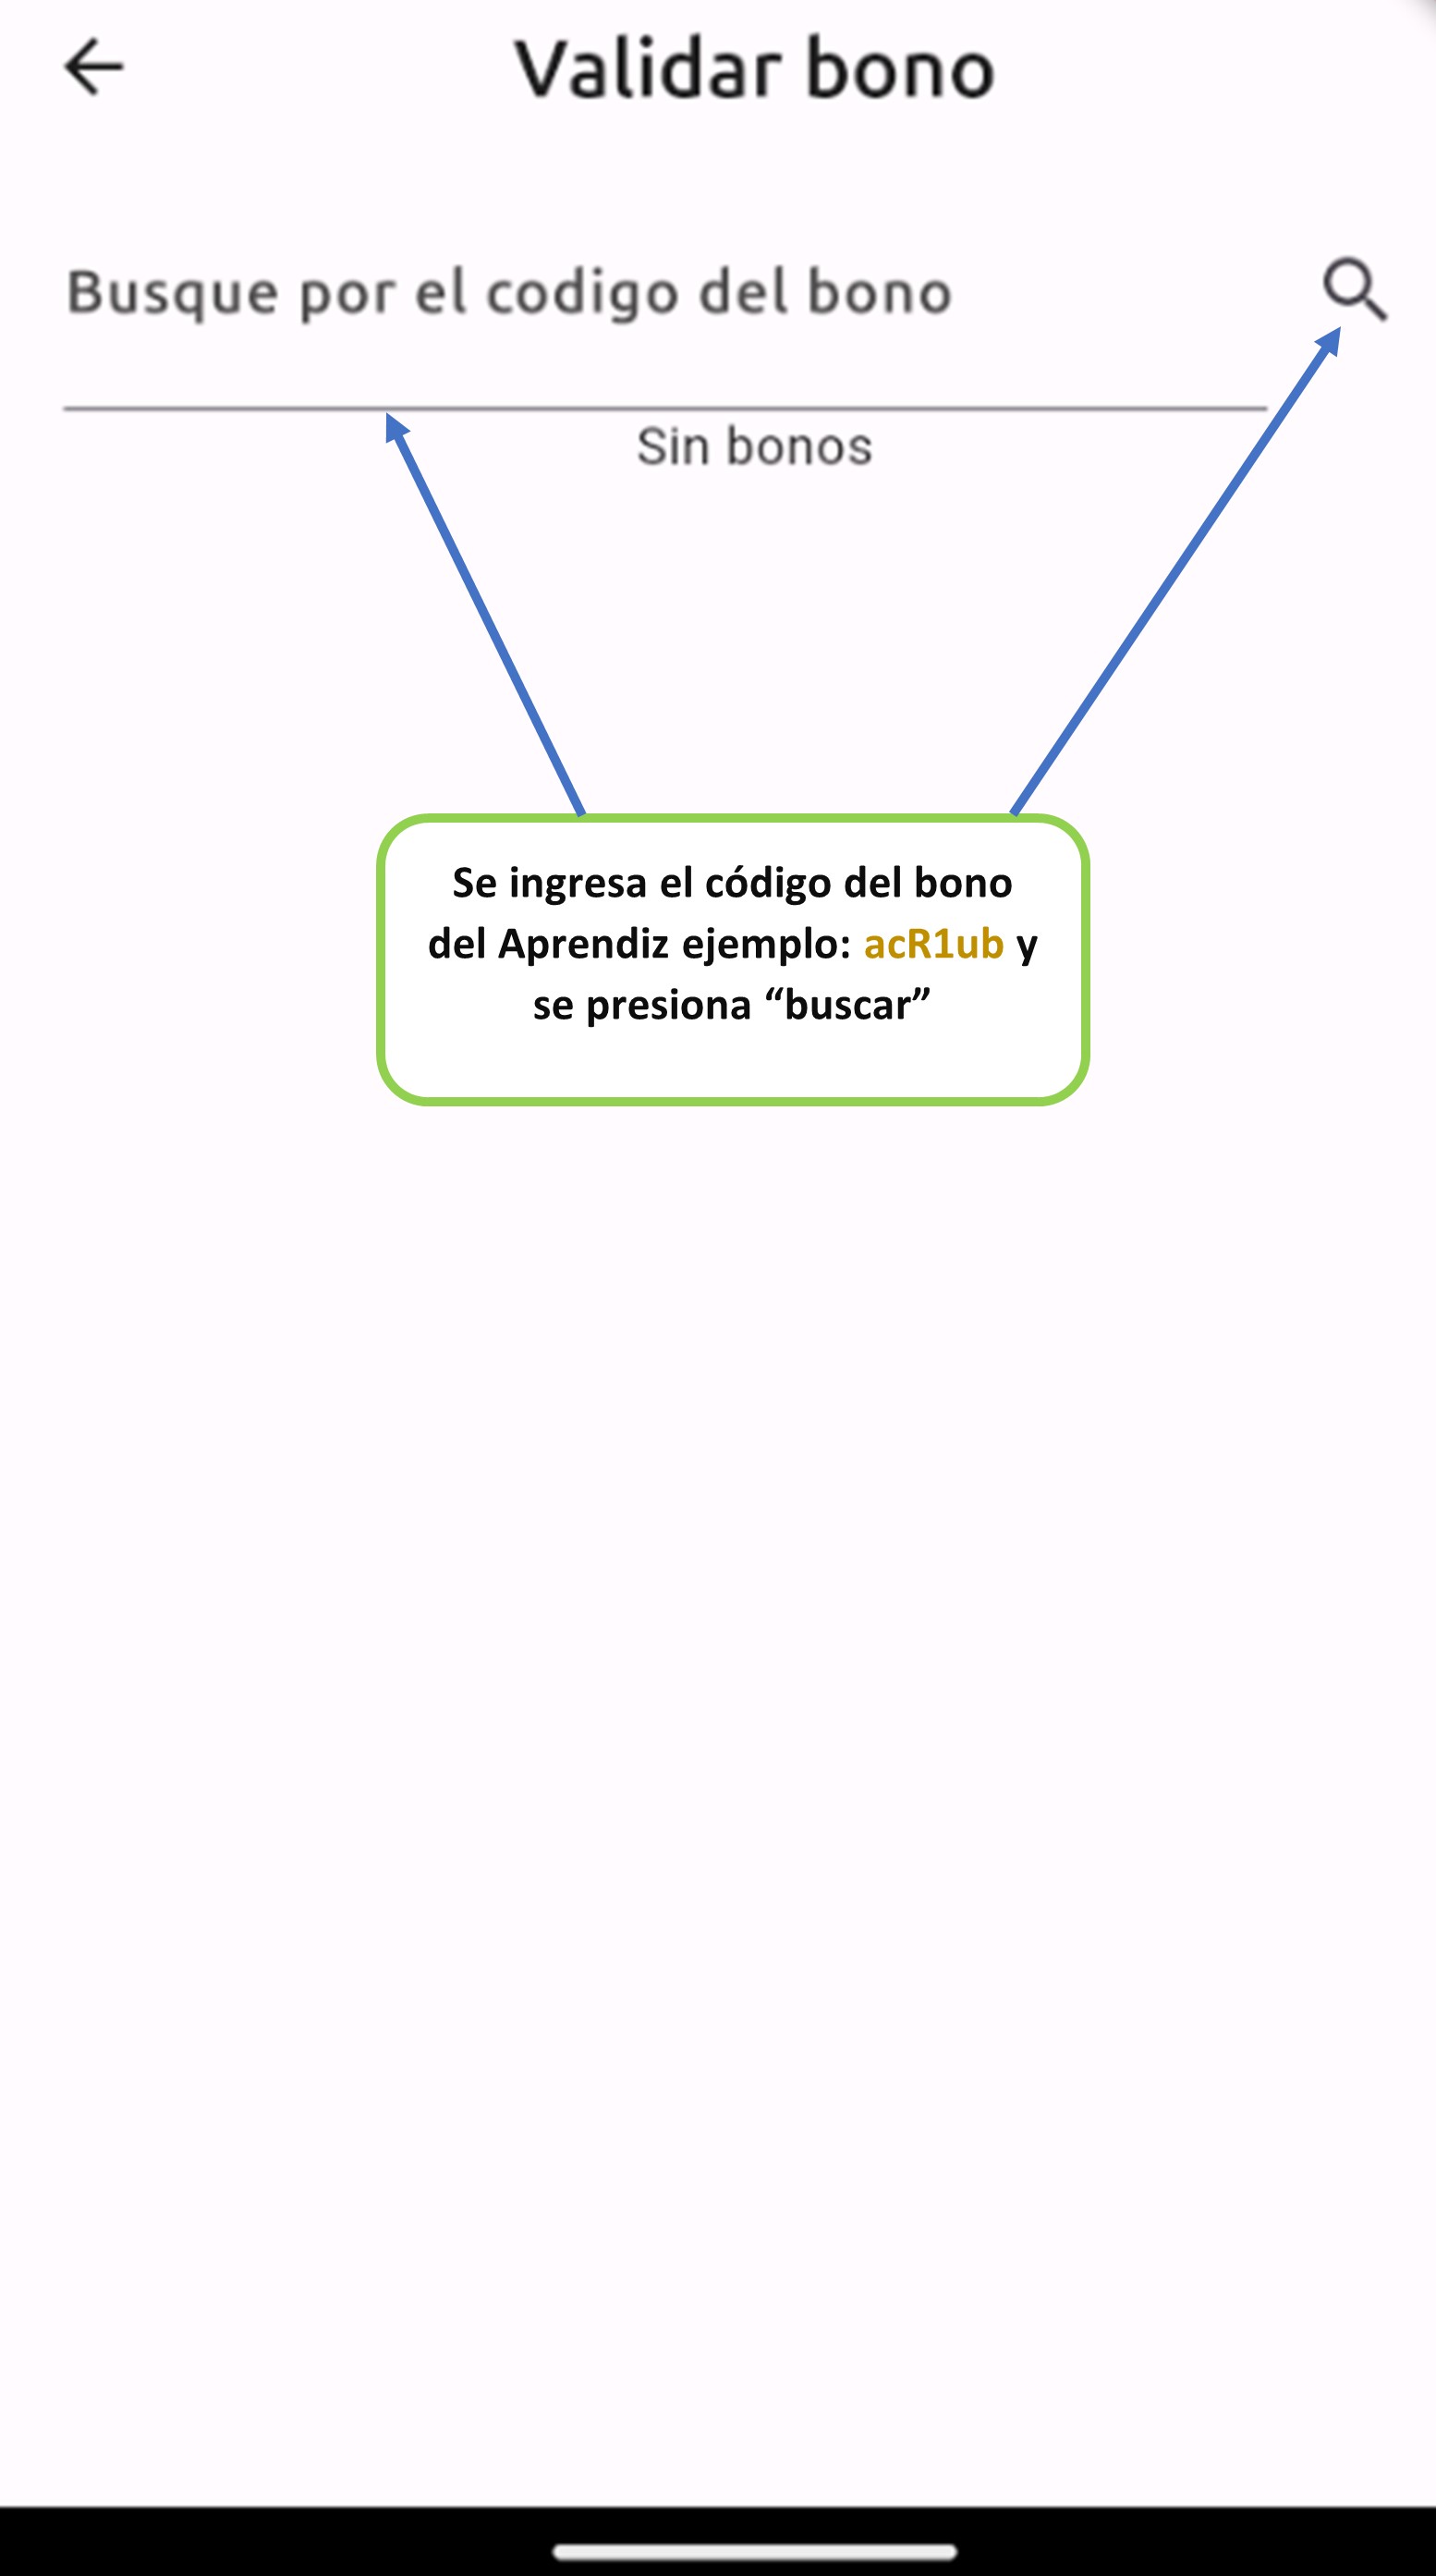 Validar bono
Busque por el codigo del bono
Sin bonos
Se ingresa el código del bono
del Aprendiz ejemplo: acR1ub y
se presiona “buscar”